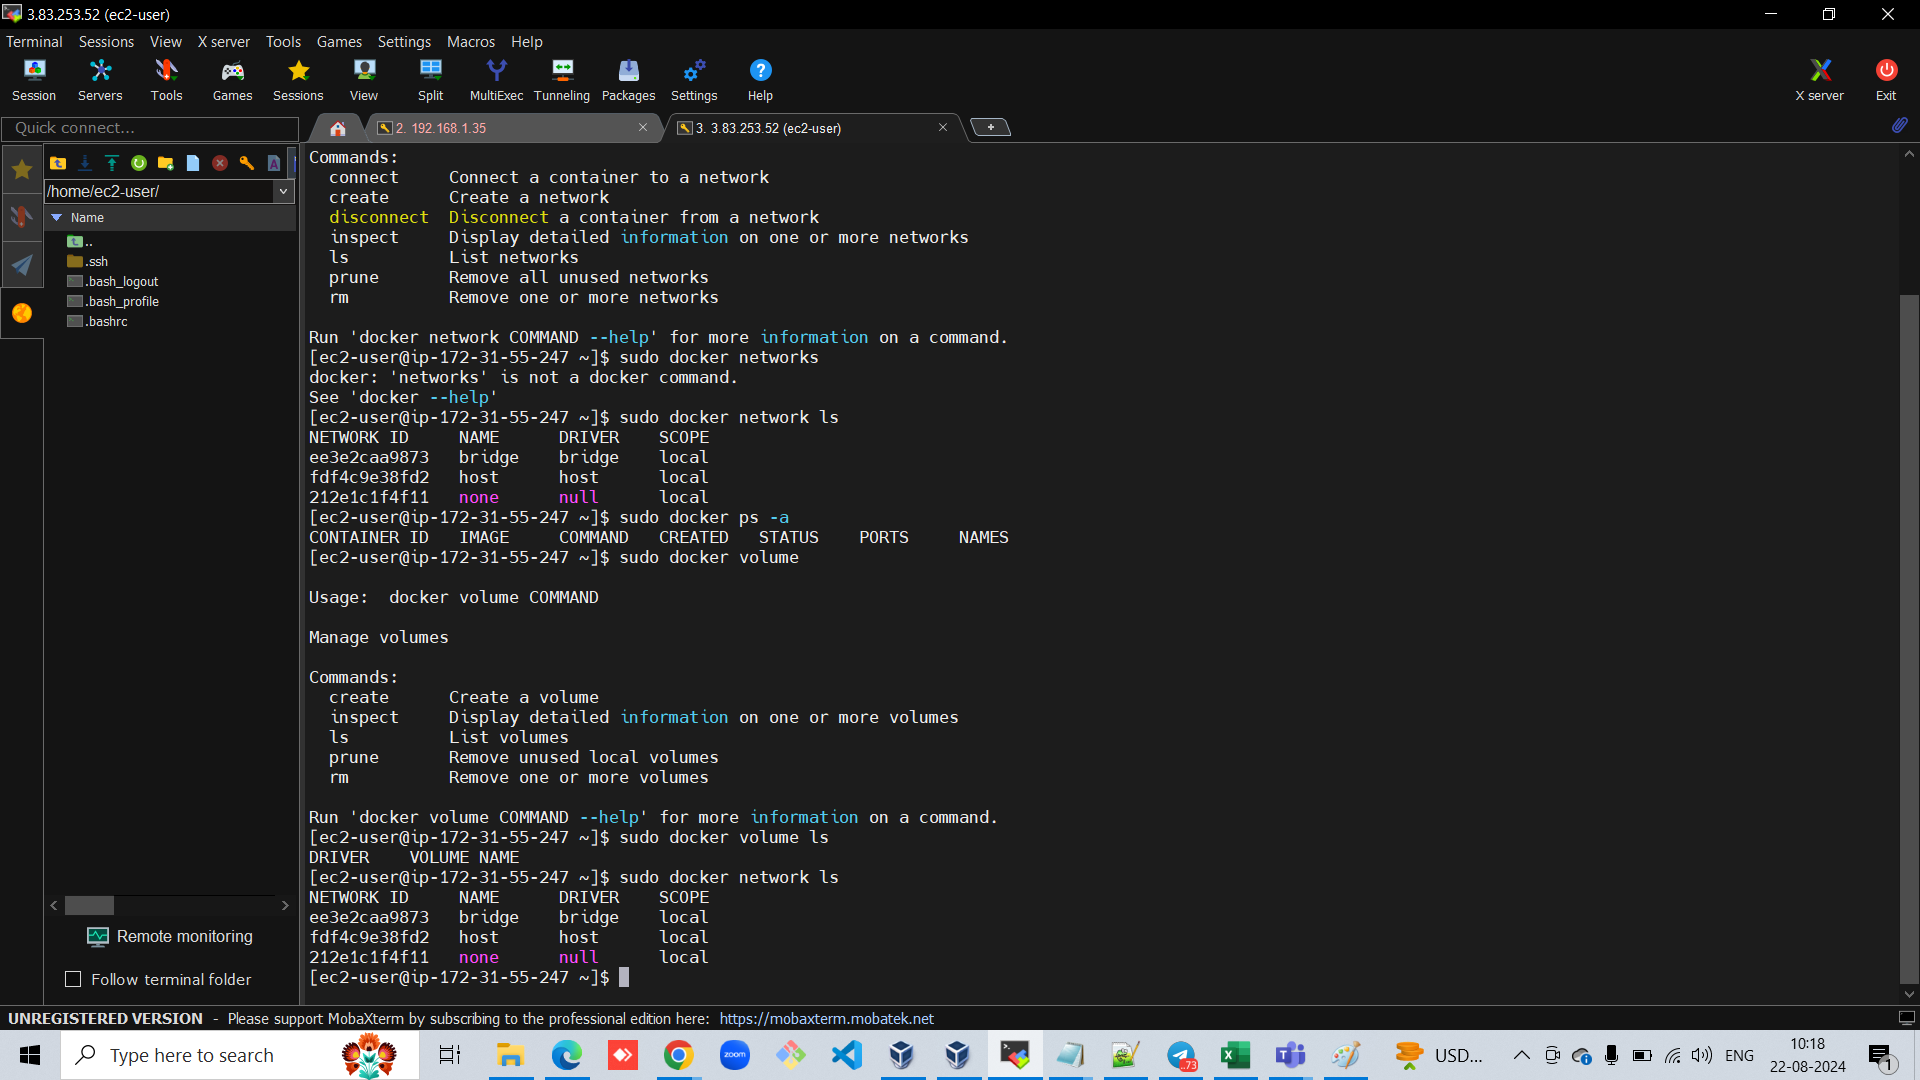 3.83.253.52 (ec2-user)
Terminal Sessions View X server Tools Games Settings Macros Help
Session Servers Tools Games Sessions View Split MultiExec Tunneling Packages Settings Help X server Exit
Quick connect...
2. 192.168.1.35
3. 3.83.253.52 (ec2-user)
/home/ec2-user/
Name
..
.ssh
.bash_logout
.bash_profile
.bashrc
Remote monitoring
Follow terminal folder
Commands:
connect Connect a container to a network
create Create a network
disconnect Disconnect a container from a network
inspect Display detailed information on one or more networks
ls List networks
prune Remove all unused networks
rm Remove one or more networks
Run 'docker network COMMAND --help' for more information on a command.
[ec2-user@ip-172-31-55-247 ~]$ sudo docker networks
docker: 'networks' is not a docker command.
See 'docker --help'
[ec2-user@ip-172-31-55-247 ~]$ sudo docker network ls
NETWORK ID NAME DRIVER SCOPE
ee3e2caa9873 bridge bridge local
fdf4c9e38fd2 host host local
212e1c1f4f11 none null local
[ec2-user@ip-172-31-55-247 ~]$ sudo docker ps -a
CONTAINER ID IMAGE COMMAND CREATED STATUS PORTS NAMES
[ec2-user@ip-172-31-55-247 ~]$ sudo docker volume
Usage: docker volume COMMAND
Manage volumes
Commands:
create Create a volume
inspect Display detailed information on one or more volumes
ls List volumes
prune Remove unused local volumes
rm Remove one or more volumes
Run 'docker volume COMMAND --help' for more information on a command.
[ec2-user@ip-172-31-55-247 ~]$ sudo docker volume ls
DRIVER VOLUME NAME
[ec2-user@ip-172-31-55-247 ~]$ sudo docker network ls
NETWORK ID NAME DRIVER SCOPE
ee3e2caa9873 bridge bridge local
fdf4c9e38fd2 host host local
212e1c1f4f11 none null local
[ec2-user@ip-172-31-55-247 ~]$
UNREGISTERED VERSION - Please support MobaXterm by subscribing to the professional edition here: https://mobaxterm.mobatek.net
Type here to search
zoom
..73
USD...
ENG
10:18
22-08-2024
1